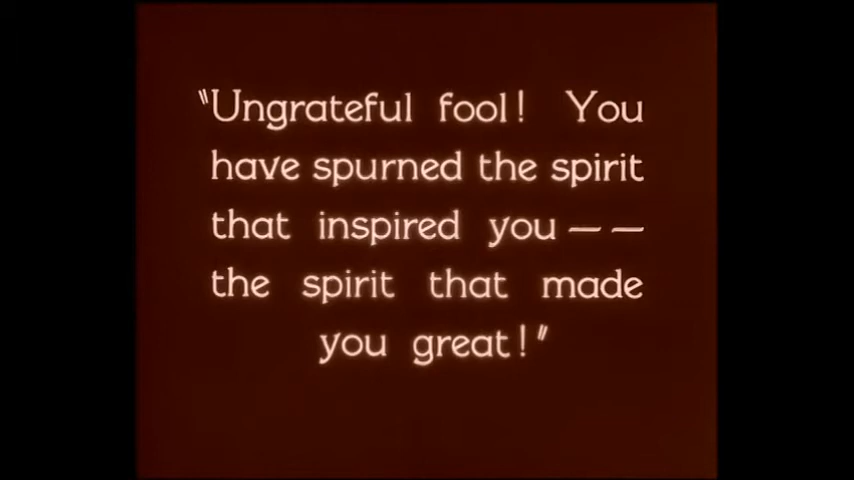 "Ungrateful fool! You
have spurned the spirit
that inspired you — —
the spirit that made
you great!"